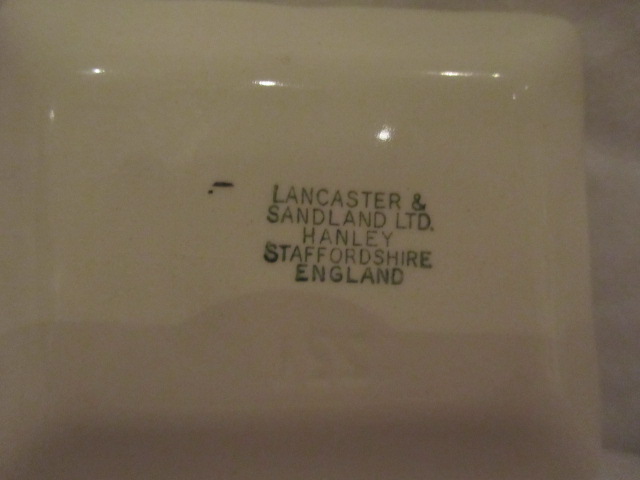 LANCASTER &
SANDLAND LTD.
HANLEY
STAFFORDSHIRE
ENGLAND